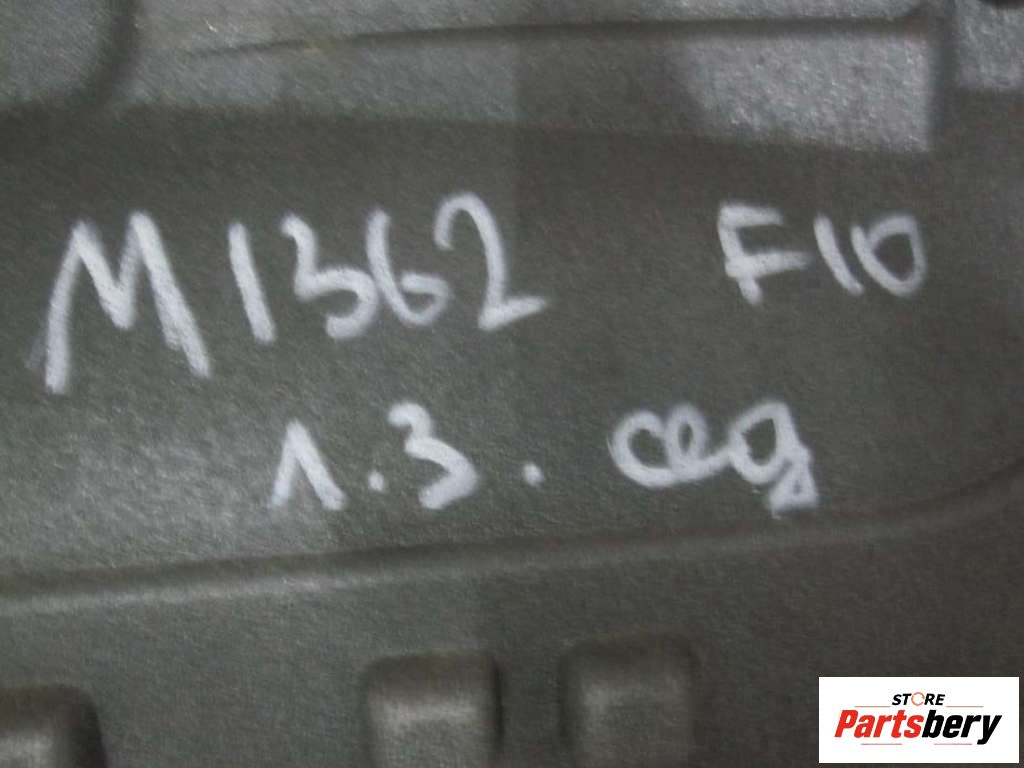 M1362 F10
1.3.
STORE
Partsbery